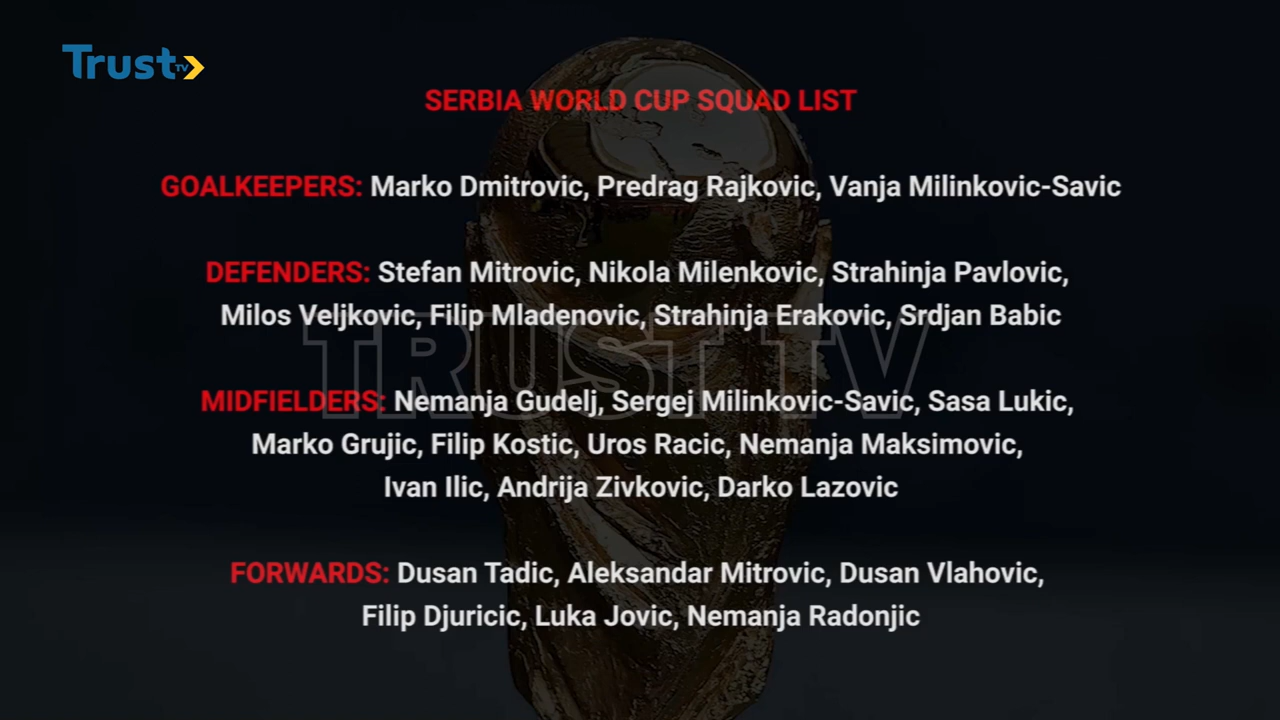 Trust TV
SERBIA WORLD CUP SQUAD LIST
GOALKEEPERS: Marko Dmitrovic, Predrag Rajkovic, Vanja Milinkovic-Savic
DEFENDERS: Stefan Mitrovic, Nikola Milenkovic, Strahinja Pavlovic,
Milos Veljkovic, Filip Mladenovic, Strahinja Erakovic, Srdjan Babic
TRUST TV
MIDFIELDERS: Nemanja Gudelj, Sergej Milinkovic-Savic, Sasa Lukic,
Marko Grujic, Filip Kostic, Uros Racic, Nemanja Maksimovic,
Ivan Ilic, Andrija Zivkovic, Darko Lazovic
FORWARDS: Dusan Tadic, Aleksandar Mitrovic, Dusan Vlahovic,
Filip Djuricic, Luka Jovic, Nemanja Radonjic